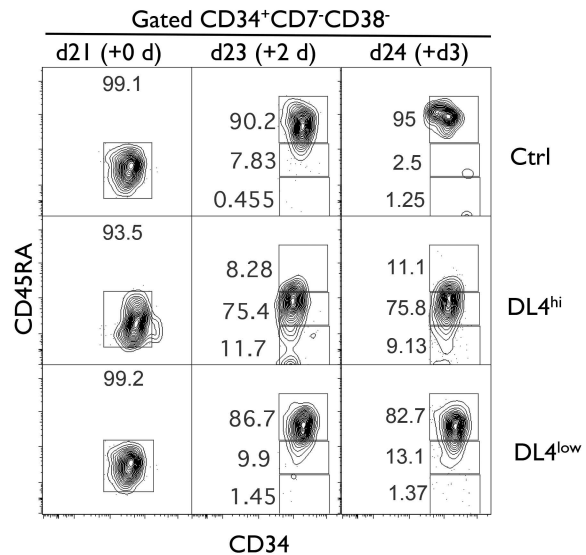 Gated CD34⁺CD7⁻CD38⁻
d21 (+0 d) d23 (+2 d) d24 (+d3)
99.1
90.2 95
7.83 2.5
0.455 1.25
Ctrl
93.5
8.28 11.1
75.4 75.8
11.7 9.13
DL4ʰⁱ
99.2
86.7 82.7
9.9 13.1
1.45 1.37
DL4ˡᵒʷ
CD45RA
CD34